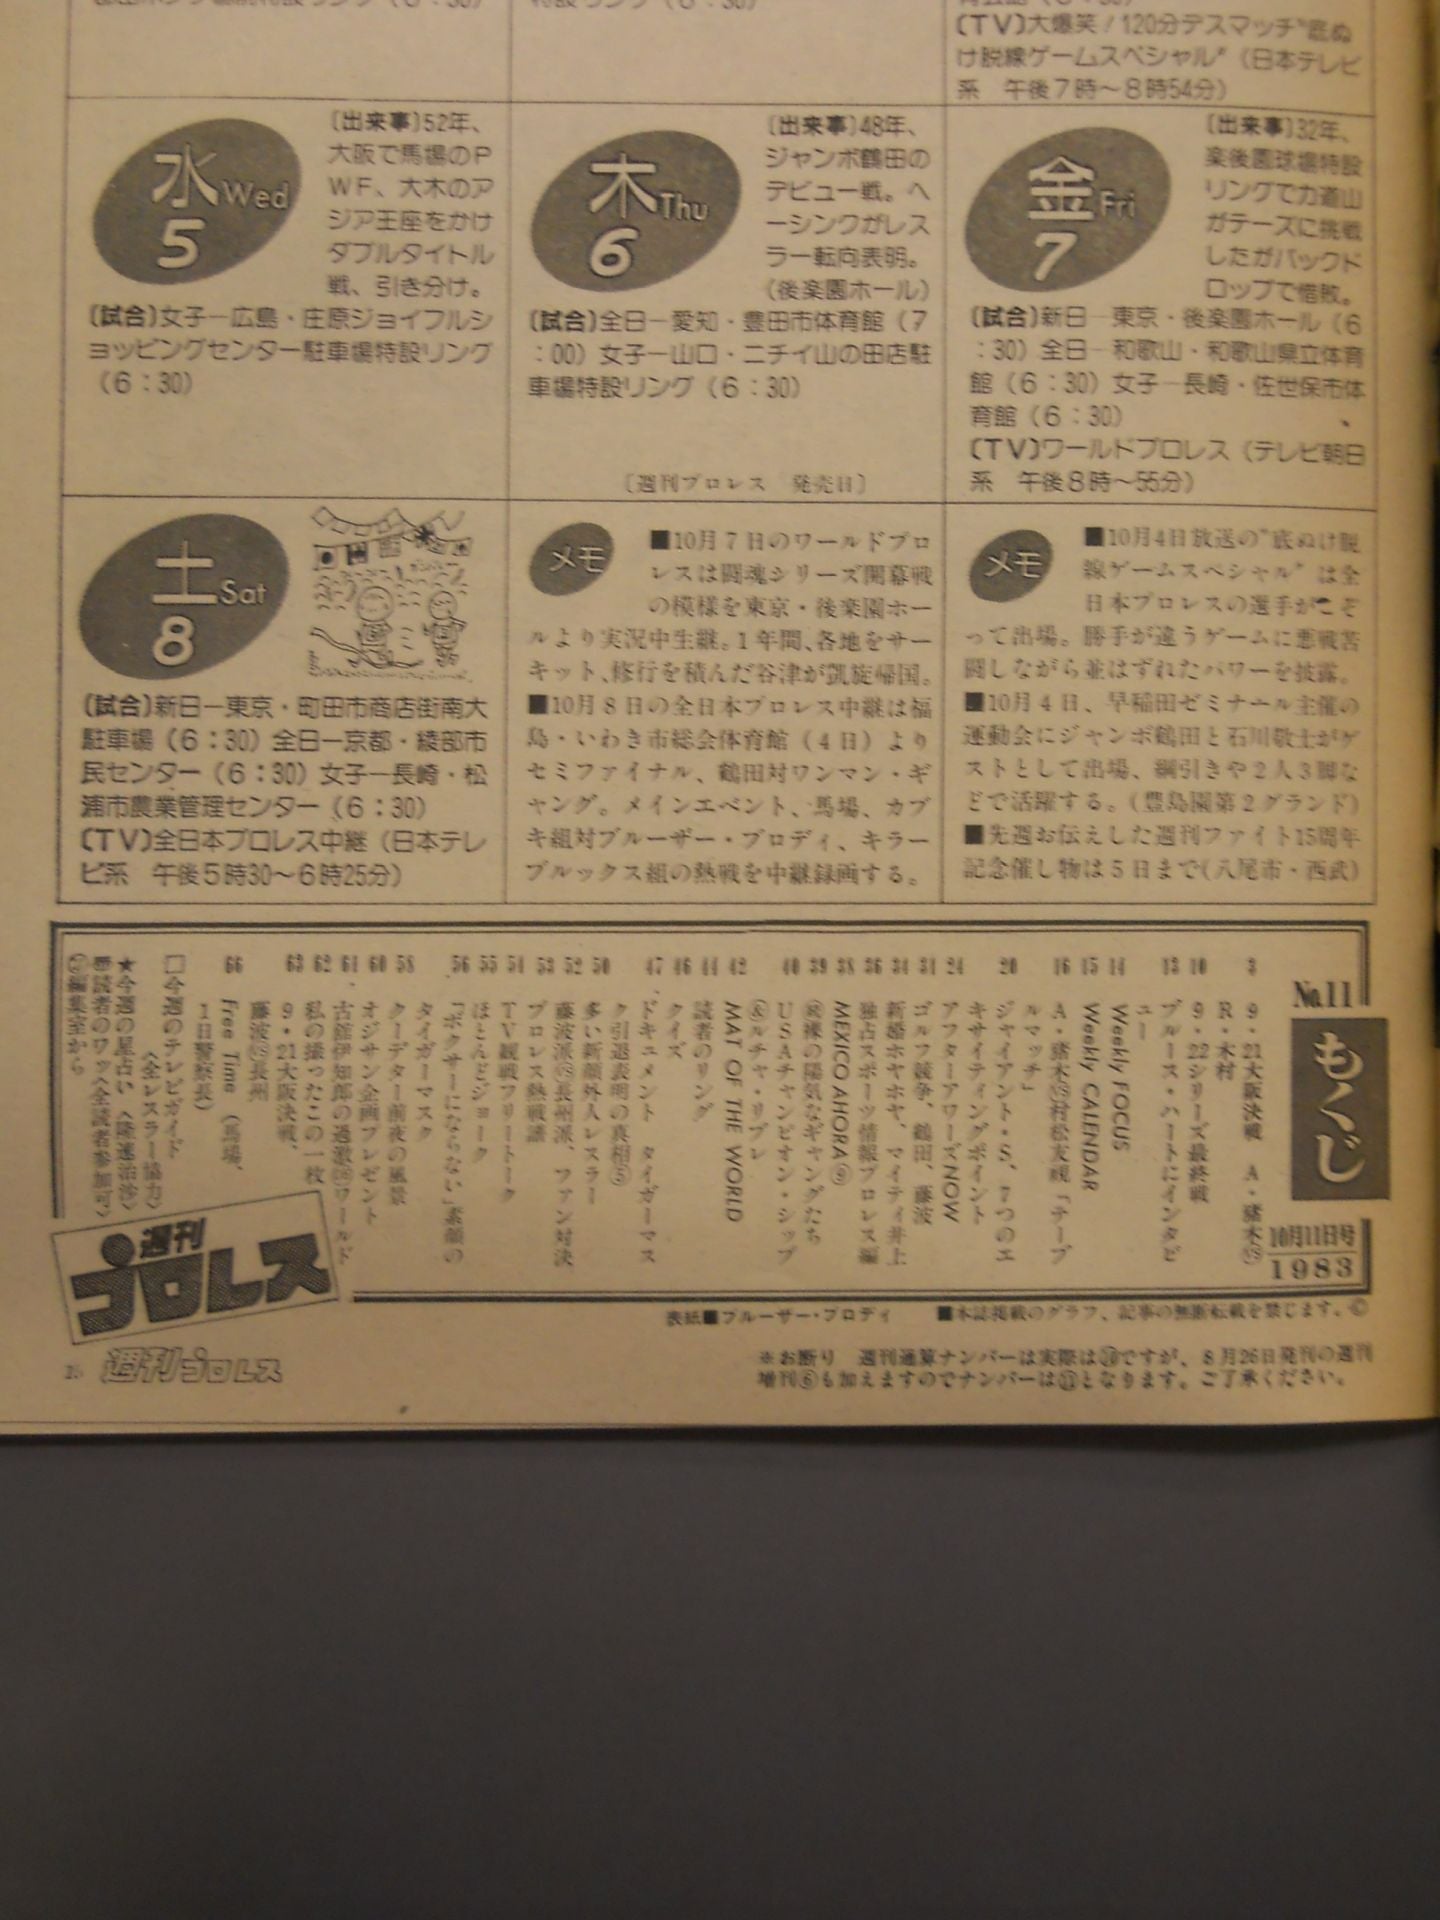 (TV)大爆笑!120分デスマッチ“底ぬ
け脱線ゲームスペシャル”(日本テレビ
系 午後7時〜8時54分)
水Wed
5
(出来事)52年、
大阪で馬場のP
WF、大木のア
ジア王座をかけ
ダブルタイトル
戦、引き分け。
(試合)女子―広島・庄原ジョイフルシ
ョッピングセンター駐車場特設リング
(6:30)
木Thu
6
(出来事)48年、
ジャンボ鶴田の
デビュー戦。ヘ
ーシンクがレス
ラー転向表明。
(後楽園ホール)
(試合)全日―愛知・豊田市体育館(7
:00)女子―山口・ニチイ山の田店駐
車場特設リング(6:30)
〔週刊プロレス 発売日〕
金Fri
7
(出来事)32年、
楽後園球場特設
リングで力道山
がテーズに挑戦
したがバックド
ロップで惜敗。
(試合)新日―東京・後楽園ホール(6
:30)全日―和歌山・和歌山県立体育
館(6:30)女子―長崎・佐世保市体
育館(6:30)
(TV)ワールドプロレス(テレビ朝日
系 午後8時〜55分)
土Sat
8
(試合)新日―東京・町田市商店街南大
駐車場(6:30)全日―京都・綾部市
民センター(6:30)女子―長崎・松
浦市農業管理センター(6:30)
(TV)全日本プロレス中継(日本テレ
ビ系 午後5時30〜6時25分)
メモ
■10月7日のワールドプロ
レスは闘魂シリーズ開幕戦
の模様を東京・後楽園ホー
ルより実況中生継。1年間、各地をサー
キット、修行を積んだ谷津が凱旋帰国。
■10月8日の全日本プロレス中継は福
島・いわき市総会体育館(4日)より
セミファイナル、鶴田対ワンマン・ギ
ャング。メインエベント、馬場、カブ
キ組対ブルーザー・ブロディ、キラー
ブルックス組の熱戦を中継録画する。
メモ
■10月4日放送の“底ぬけ脱
線ゲームスペシャル”は全
日本プロレスの選手がこぞ
って出場。勝手が違うゲームに悪戦苦
闘しながら並はずれたパワーを披露。
■10月4日、早稲田ゼミナール主催の
運動会にジャンボ鶴田と石川敬士がゲ
ストとして出場、綱引きや2人3脚な
どで活躍する。(豊島園第2グランド)
■先週お伝えした週刊ファイト15周年
記念催し物は5日まで(八尾市・西武)
No.11
もくじ
10月11日号
1983
3 9・21大阪決戦 A・猪木VS
R・木村
10 9・22シリーズ最終戦
13 ブルース・ハートにインタビ
ュー
14 Weekly FOCUS
15 Weekly CALENDAR
16 A・猪木VS村松友視「テーブ
ルマッチ」
20 ジャイアント・S、7つのエ
キサイティングポイント
24 アフターアワーズNOW
31 ゴルフ競争、鶴田、藤波
34 新婚ホヤホヤ、マイティ井上
36 独占スポーツ情報プロレス編
38 MEXICO AHORA⑨
39 裸の陽気なギャングたち
40 USAチャンピオン・シップ
&ルチャ・リブレ
42 MAT OF THE WORLD
44 読者のリング
46 クイズ
47 ドキュメント タイガーマス
ク引退表明の真相⑤
50 多い新顔外人レスラー
52 藤波派VS長州派、ファン対決
53 プロレス熱戦譜
54 TV観戦フリートーク
55 ほとんどジョーク
56 「ボクサーにならない」素顔の
タイガーマスク
58 クーデター前夜の風景
60 オジサン企画プレゼント
61 古舘伊知郎の過激ワールド
62 私の撮ったこの一枚
63 9・21大阪決戦、
藤波VS長州
66 Free Time(馬場、
1日警察長)
□今週のテレビガイド
〈全レスラー協力〉
★今週の星占い〈隆速治沙〉
読者のワッ〈全読者参加可〉
編集室から
週刊
プロレス
表紙■ブルーザー・ブロディ ■本誌掲載のグラフ、記事の無断転載を禁じます。©
15 週刊プロレス
※お断り 週刊通算ナンバーは実際は⑩ですが、8月26日発刊の週刊
増刊⑥も加えますのでナンバーは⑪となります。ご了承ください。